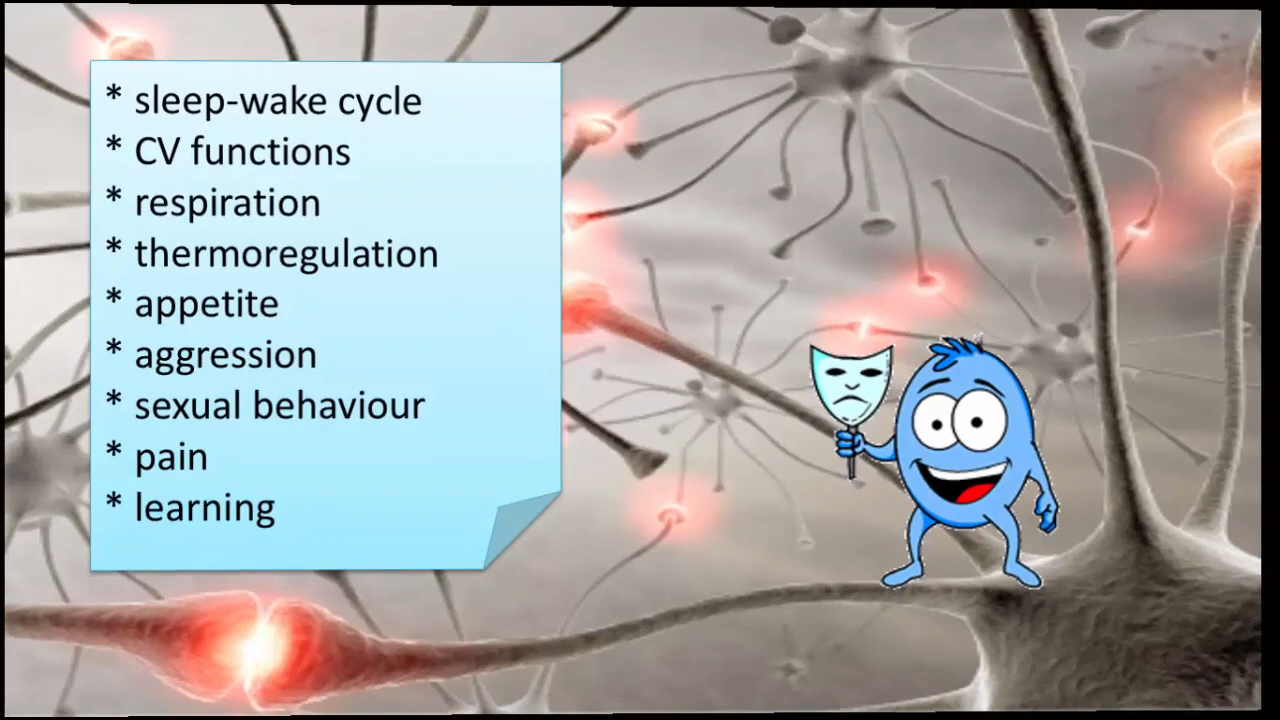 * sleep-wake cycle
* CV functions
* respiration
* thermoregulation
* appetite
* aggression
* sexual behaviour
* pain
* learning